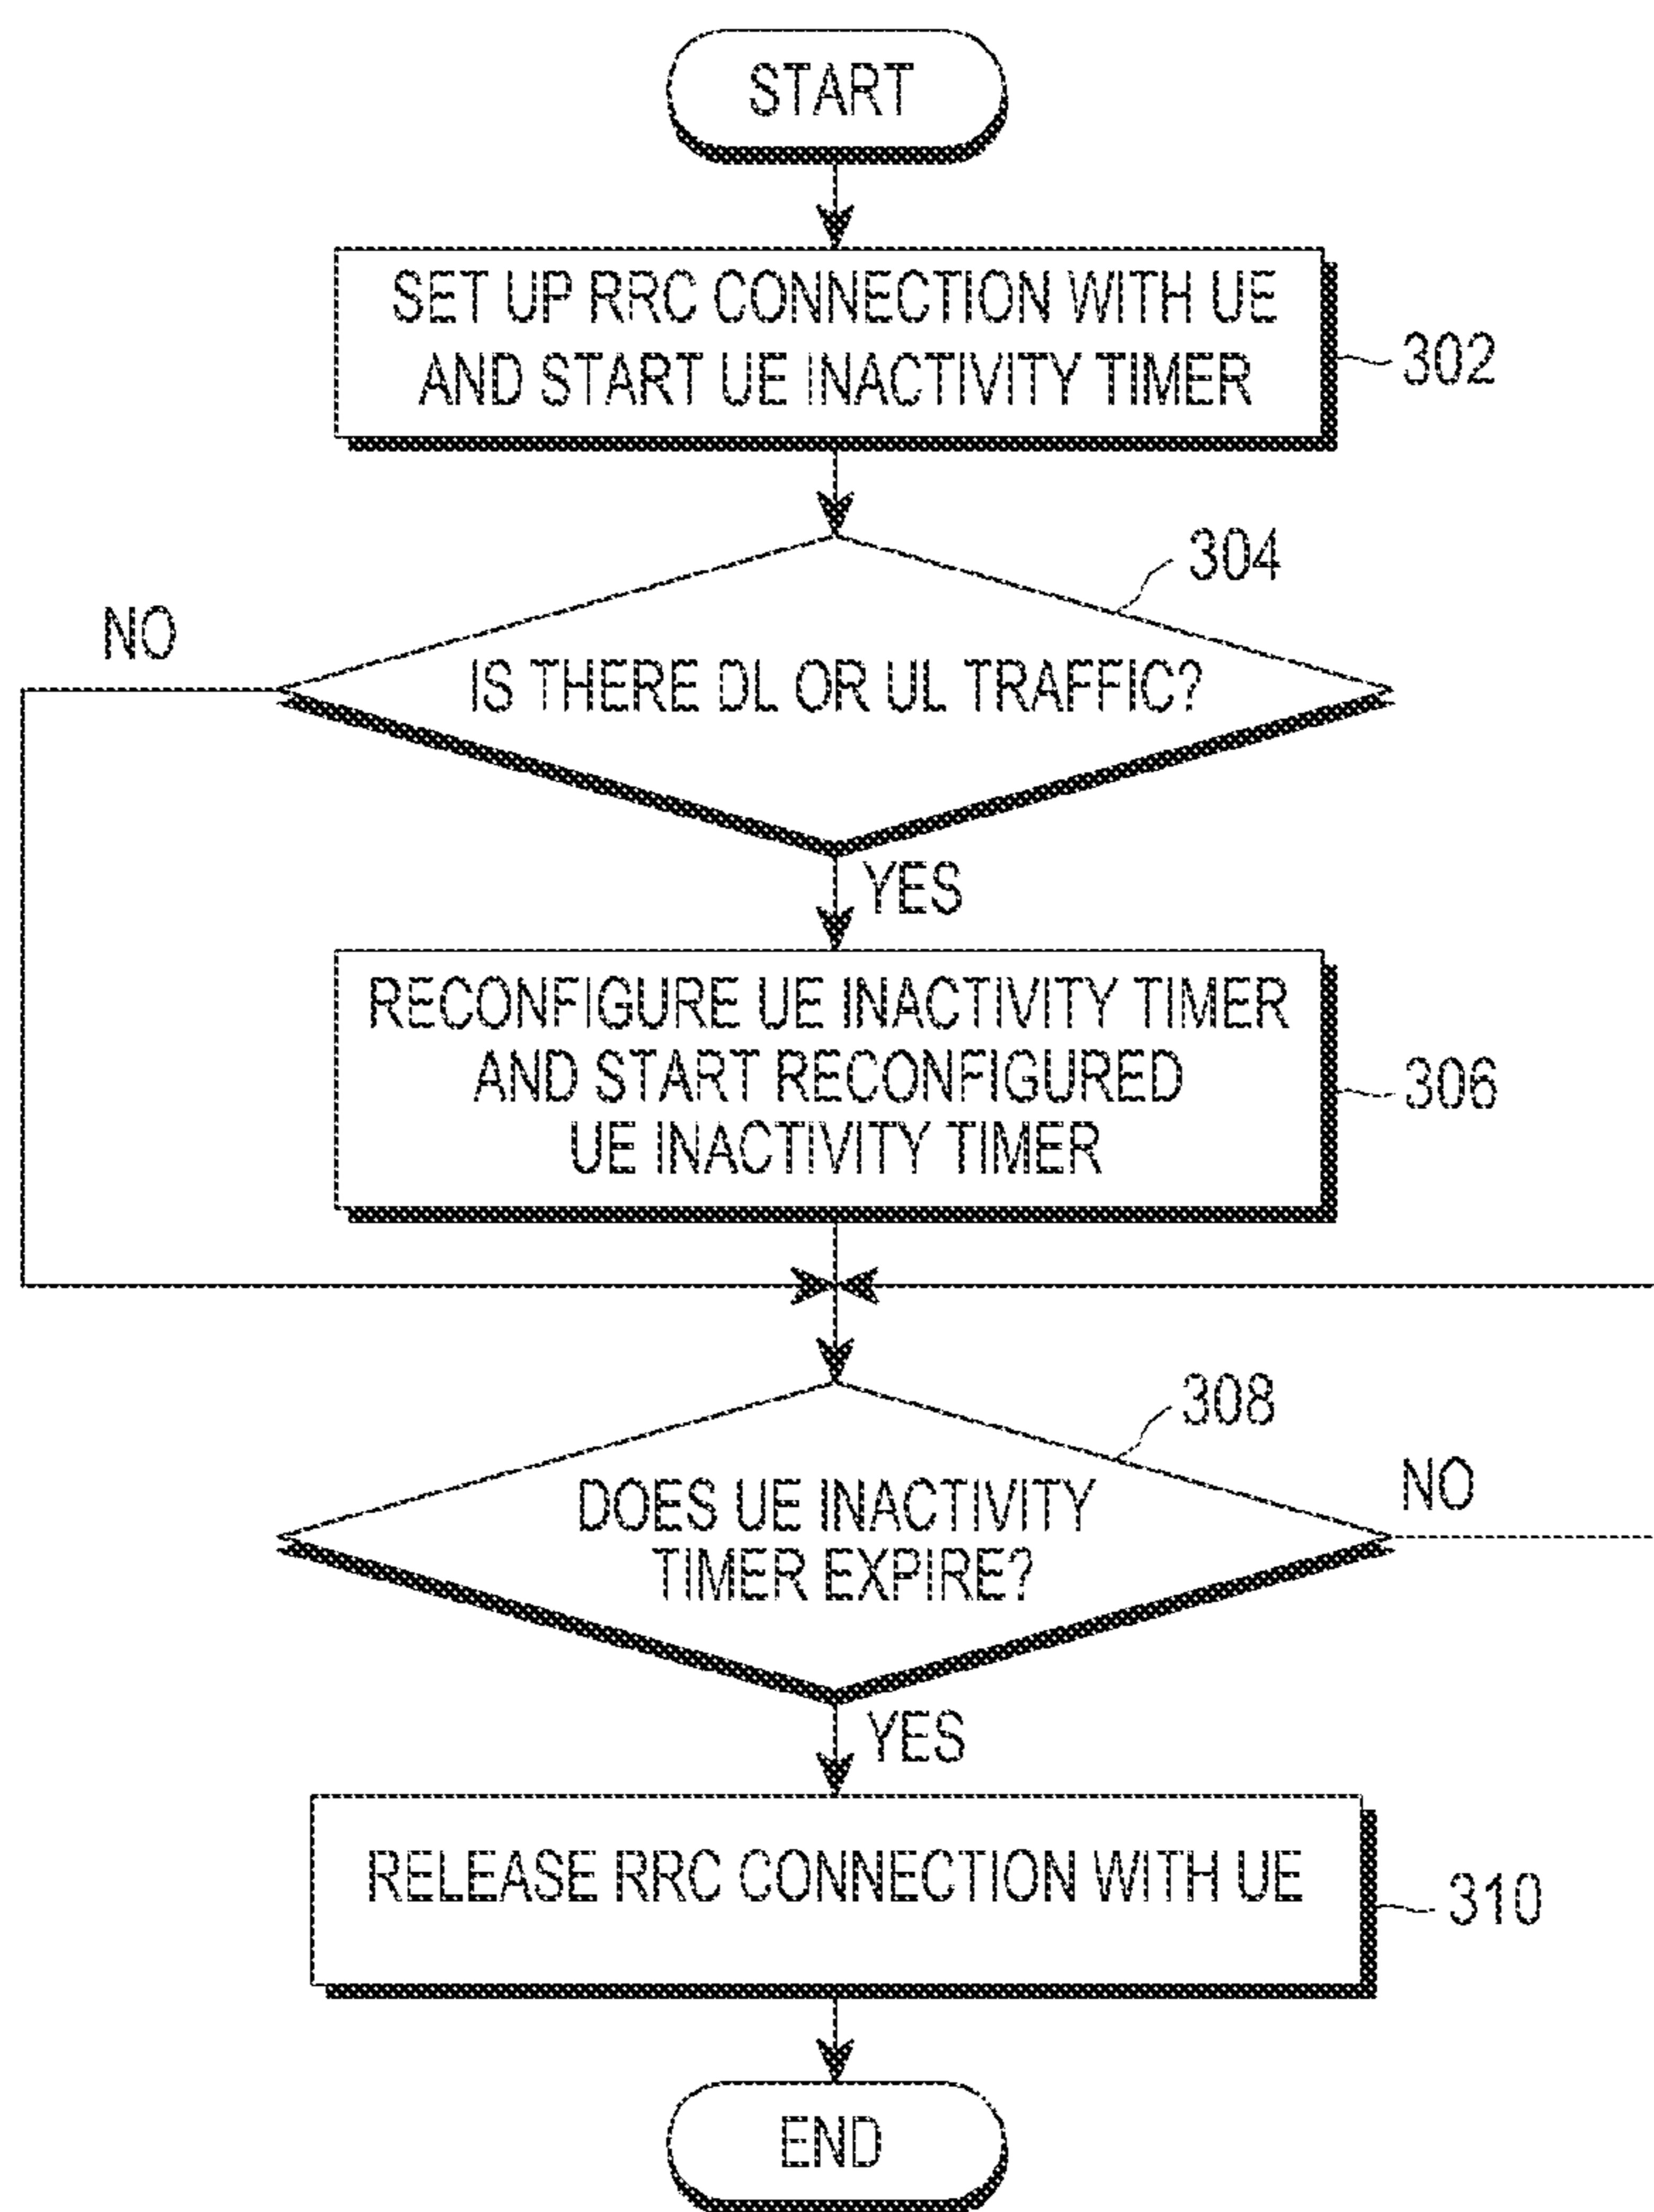 START
SET UP RRC CONNECTION WITH UE
AND START UE INACTIVITY TIMER
302
304
NO
IS THERE DL OR UL TRAFFIC?
YES
RECONFIGURE UE INACTIVITY TIMER
AND START RECONFIGURED
UE INACTIVITY TIMER
306
308
NO
DOES UE INACTIVITY
TIMER EXPIRE?
YES
RELEASE RRC CONNECTION WITH UE
310
END